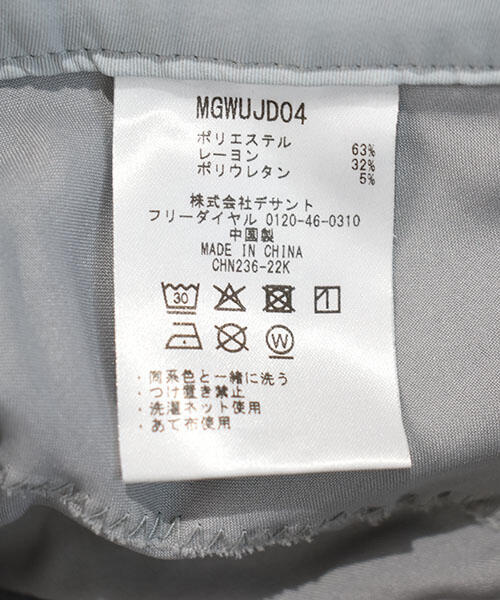 MGWUJD04
ポリエステル 63%
レーヨン 32%
ポリウレタン 5%
株式会社デサント
フリーダイヤル 0120-46-0310
中国製
MADE IN CHINA
CHN236-22K
30
W
・同系色と一緒に洗う
・つけ置き禁止
・洗濯ネット使用
・あて布使用